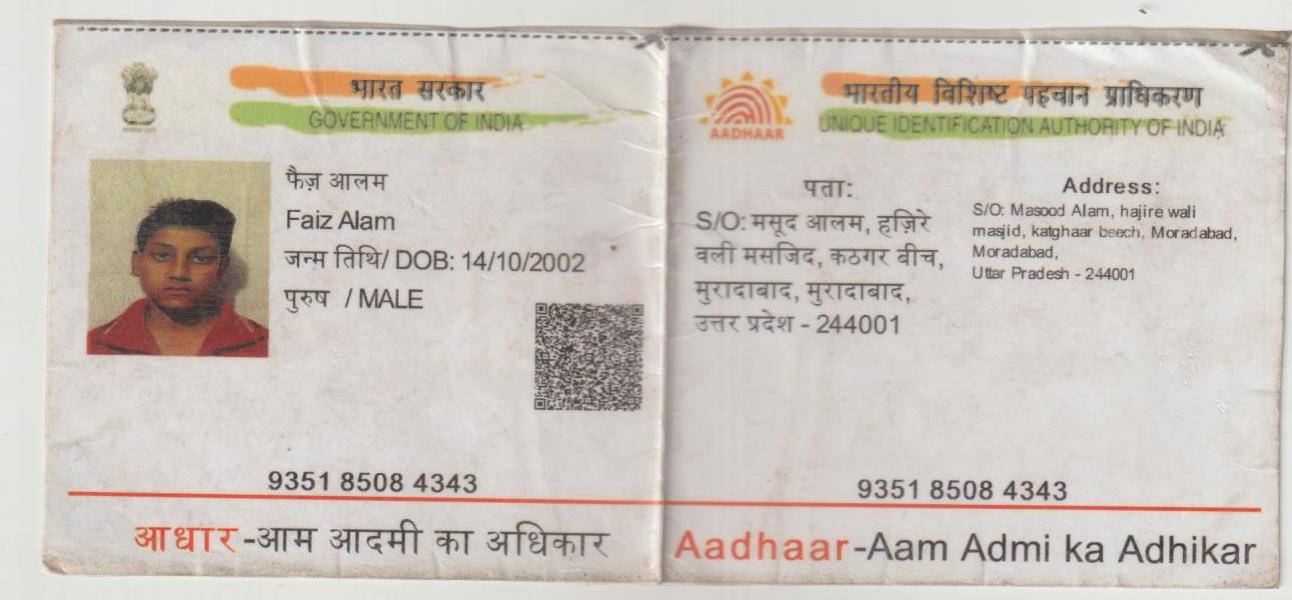 भारत सरकार
GOVERNMENT OF INDIA
फैज़ आलम
Faiz Alam
जन्म तिथि/ DOB: 14/10/2002
पुरुष / MALE
9351 8508 4343
आधार-आम आदमी का अधिकार
भारतीय विशिष्ट पहचान प्राधिकरण
UNIQUE IDENTIFICATION AUTHORITY OF INDIA
AADHAAR
पता:
S/O: मसूद आलम, हज़िरे
वली मसजिद, कठगर बीच,
मुरादाबाद, मुरादाबाद,
उत्तर प्रदेश - 244001
Address:
S/O: Masood Alam, hajire wali
masjid, katghaar beech, Moradabad,
Moradabad,
Uttar Pradesh - 244001
9351 8508 4343
Aadhaar-Aam Admi ka Adhikar